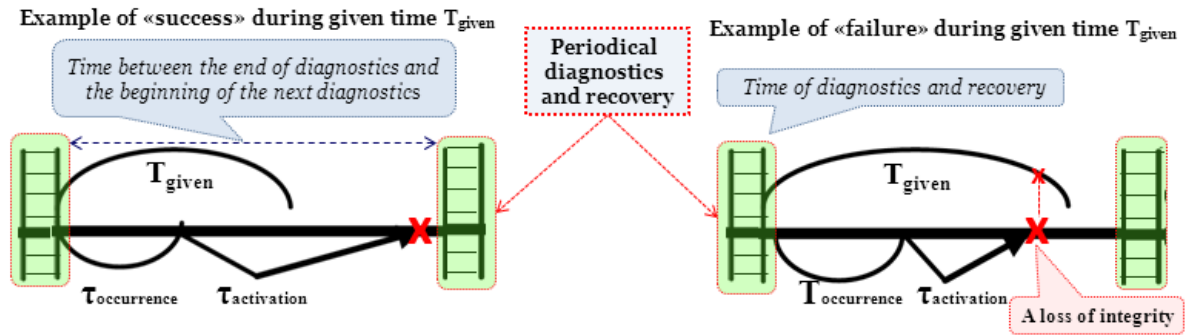 Example of «success» during given time Tgiven
Time between the end of diagnostics and
the beginning of the next diagnostics
Tgiven
τoccurrence
τactivation
X
Periodical
diagnostics
and recovery
Example of «failure» during given time Tgiven
Time of diagnostics and recovery
Tgiven
x
X
Toccurrence
τactivation
A loss of integrity